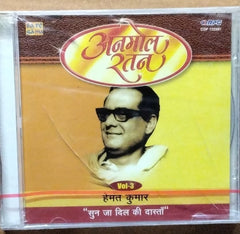 अनमोल
रतन
Vol-3
हेमंत कुमार
"सुन जा दिल की दास्ताँ"